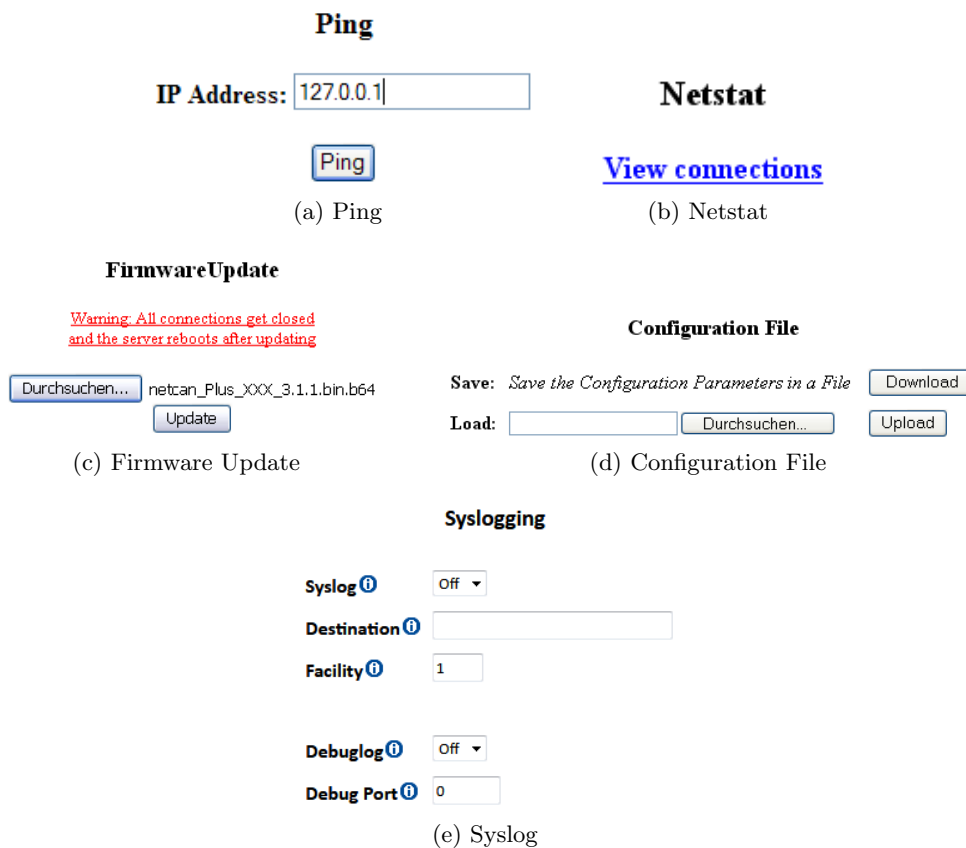 Ping
IP Address: 127.0.0.1
Ping
(a) Ping
Netstat
View connections
(b) Netstat
FirmwareUpdate
Warning: All connections get closed
and the server reboots after updating
Durchsuchen... netcan_Plus_XXX_3.1.1.bin.b64
Update
(c) Firmware Update
Configuration File
Save: Save the Configuration Parameters in a File Download
Load: Durchsuchen... Upload
(d) Configuration File
Syslogging
Syslog Off
Destination
Facility 1
Debuglog Off
Debug Port 0
(e) Syslog